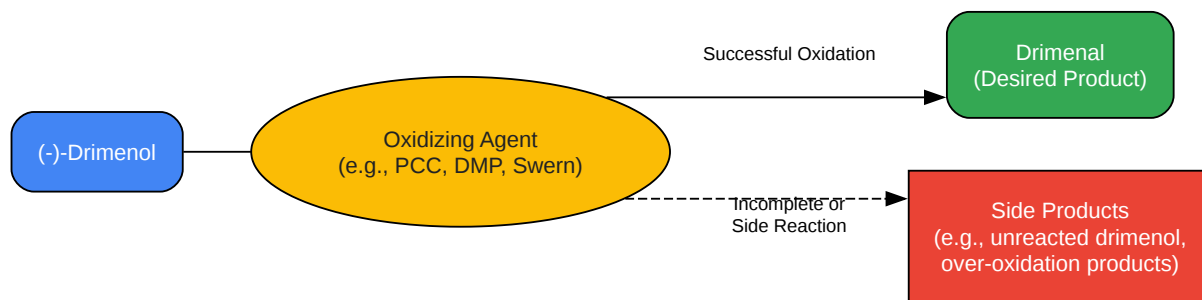 (-)-Drimenol
Oxidizing Agent
(e.g., PCC, DMP, Swern)
Successful Oxidation
Drimenal
(Desired Product)
Incomplete or
Side Reaction
Side Products
(e.g., unreacted drimenol,
over-oxidation products)